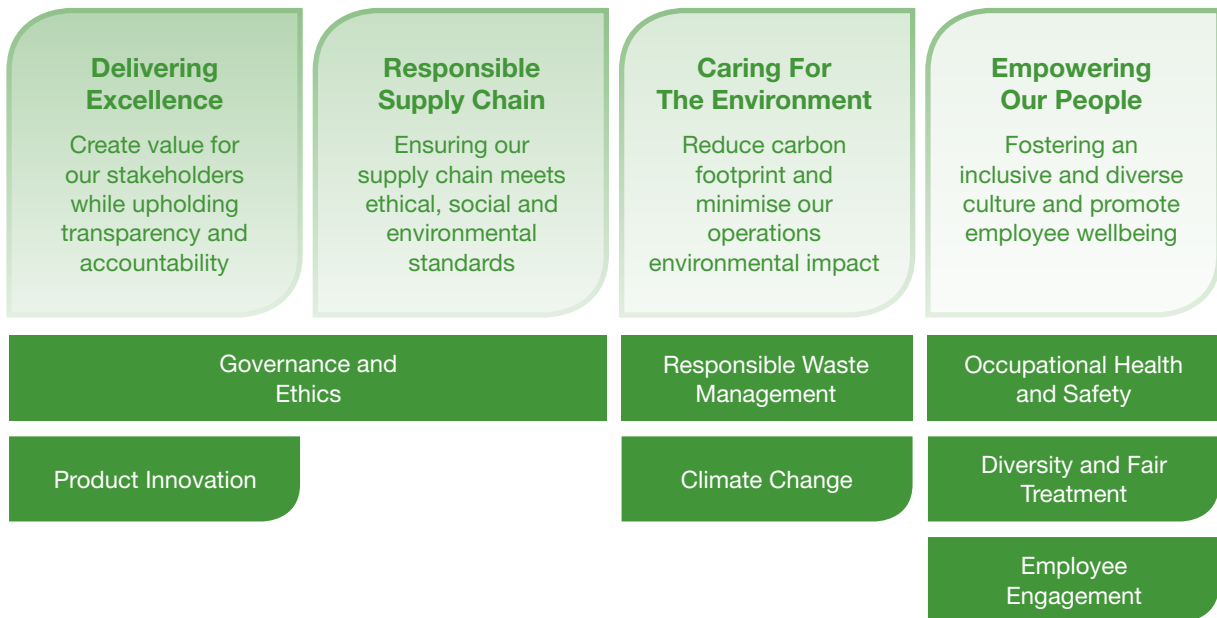 Delivering
Excellence
Create value for
our stakeholders
while upholding
transparency and
accountability
Responsible
Supply Chain
Ensuring our
supply chain meets
ethical, social and
environmental
standards
Caring For
The Environment
Reduce carbon
footprint and
minimise our
operations
environmental impact
Empowering
Our People
Fostering an
inclusive and diverse
culture and promote
employee wellbeing
Governance and
Ethics
Responsible Waste
Management
Occupational Health
and Safety
Product Innovation
Climate Change
Diversity and Fair
Treatment
Employee
Engagement